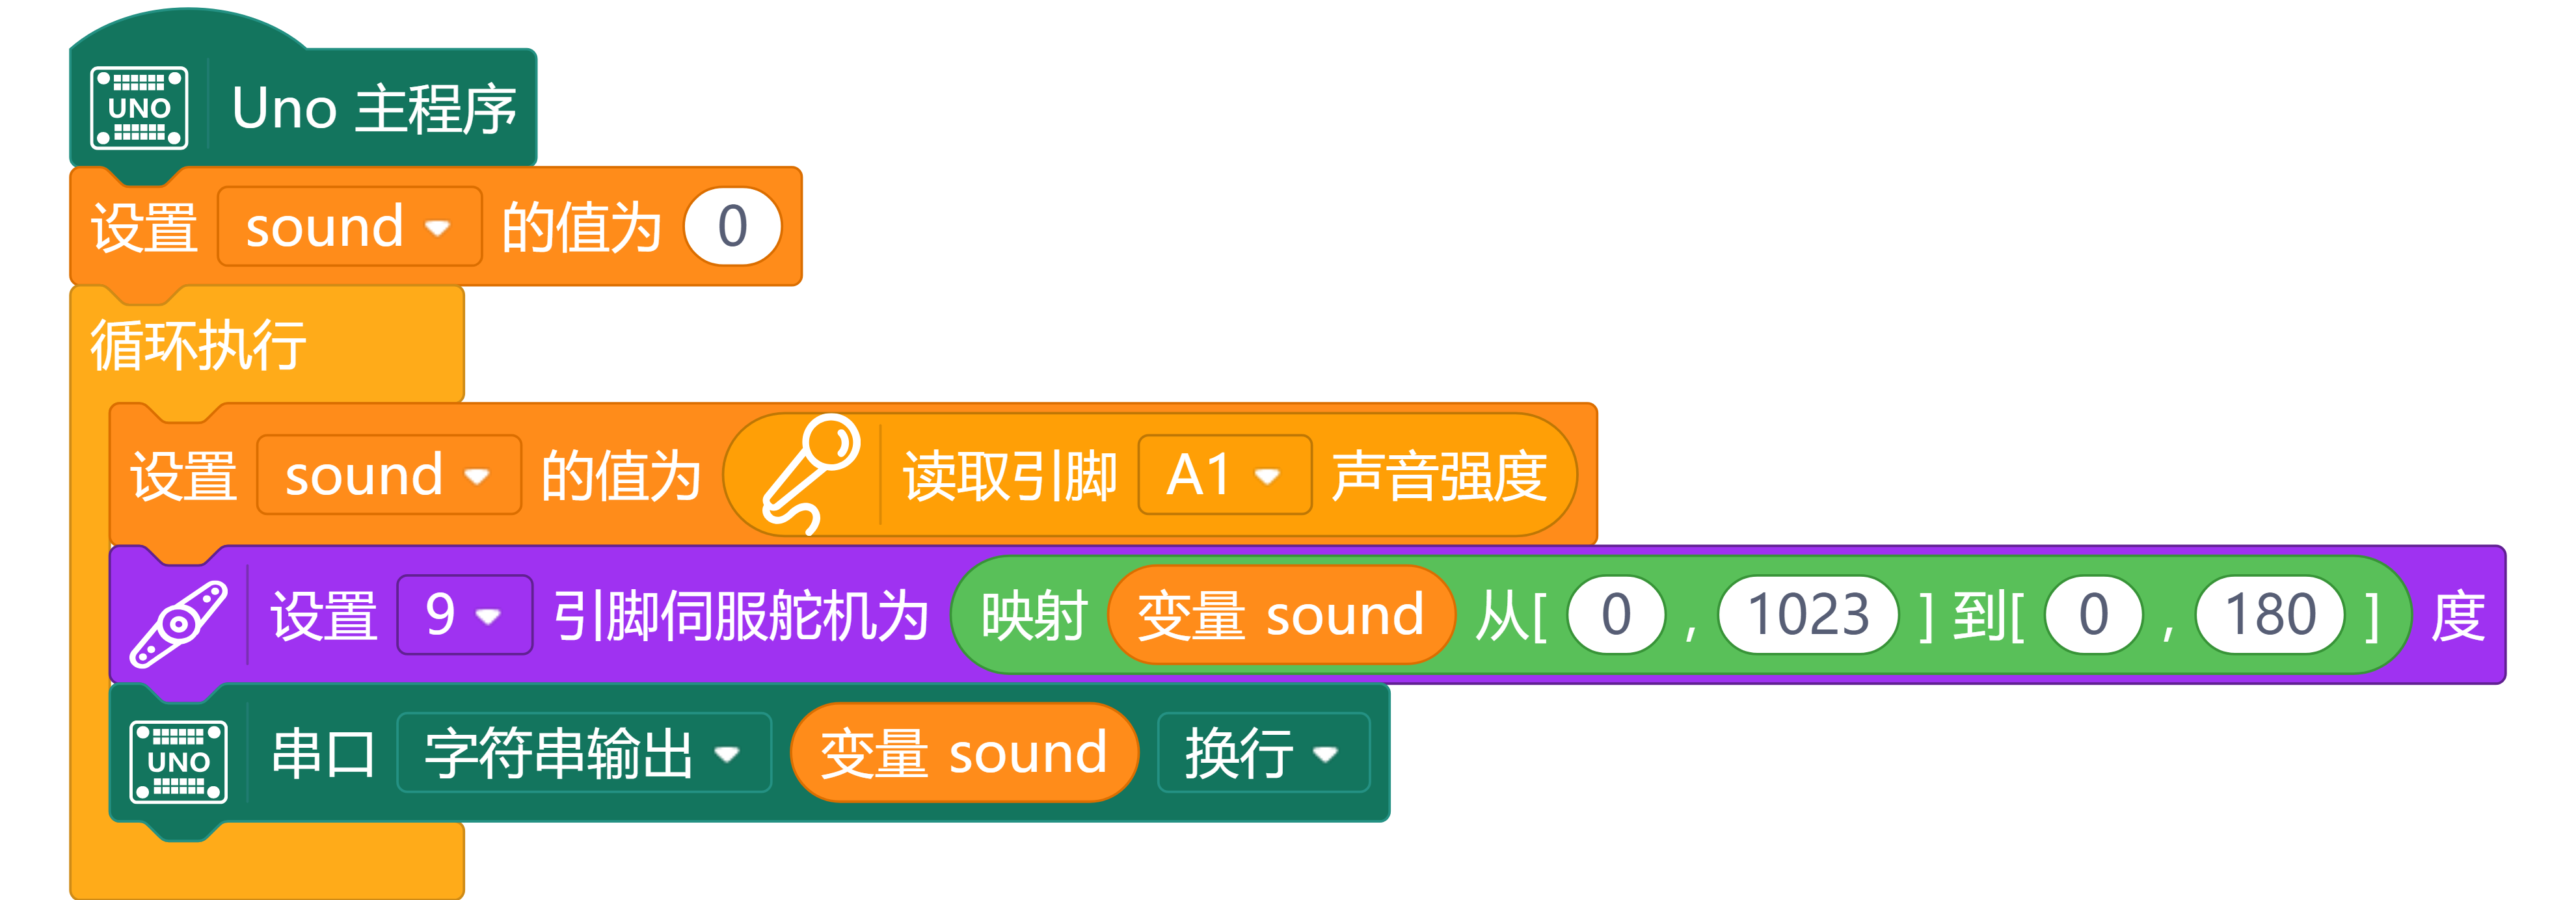 UNO Uno 主程序
设置 sound 的值为 0
循环执行
设置 sound 的值为 读取引脚 A1 声音强度
设置 9 引脚伺服舵机为 映射 变量 sound 从[ 0 , 1023 ] 到[ 0 , 180 ] 度
UNO 串口 字符串输出 变量 sound 换行